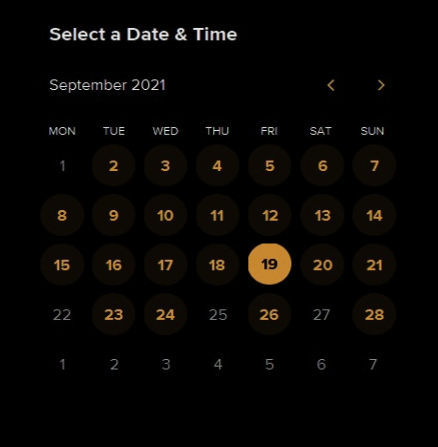 Select a Date & Time
September 2021
MON TUE WED THU FRI SAT SUN
1 2 3 4 5 6 7
8 9 10 11 12 13 14
15 16 17 18 19 20 21
22 23 24 25 26 27 28
1 2 3 4 5 6 7